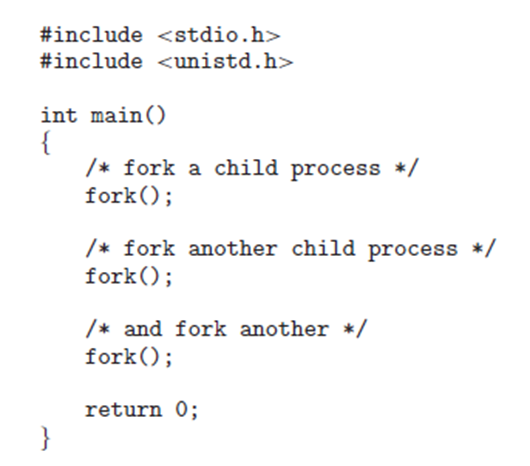 #include <stdio.h>
#include <unistd.h>
int main()
{
/* fork a child process */
fork();
/* fork another child process */
fork();
/* and fork another */
fork();
return 0;
}